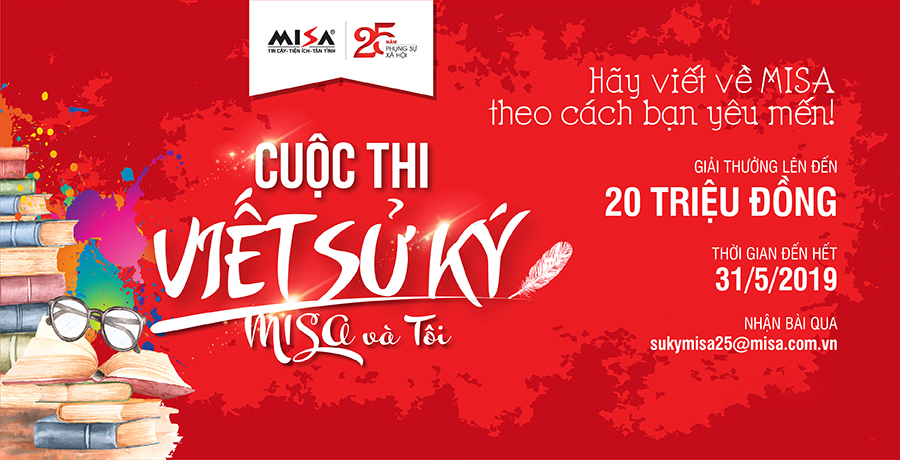 MISA®
TIN CẬY - TIỆN ÍCH - TẬN TÌNH
25 NĂM
PHỤNG SỰ
XÃ HỘI
Hãy viết về MISA
theo cách bạn yêu mến!
CUỘC THI
VIẾT SỬ KÝ
MISA và Tôi
GIẢI THƯỞNG LÊN ĐẾN
20 TRIỆU ĐỒNG
THỜI GIAN ĐẾN HẾT
31/5/2019
NHẬN BÀI QUA
sukymisa25@misa.com.vn